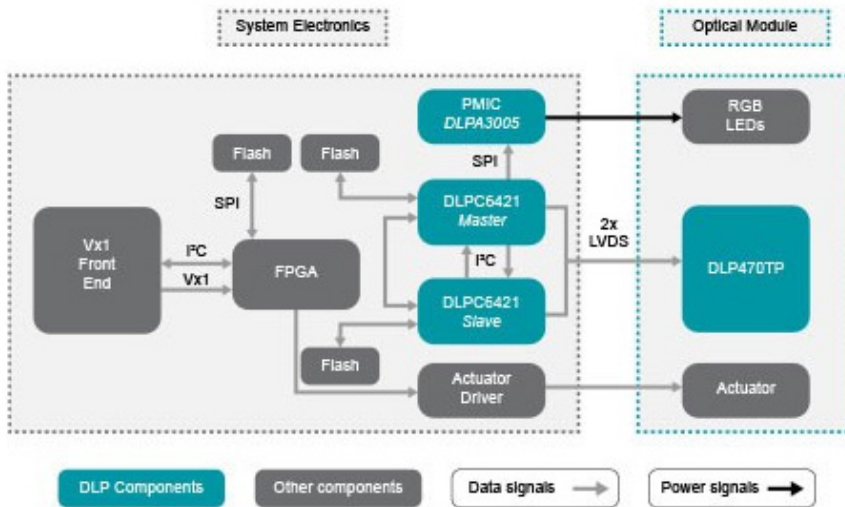 System Electronics
Optical Module
PMIC
DLPA3005
RGB
LEDs
Flash
Flash
SPI
SPI
DLPC6421
Master
2x
LVDS
Vx1
Front
End
I²C
Vx1
FPGA
I²C
DLP470TP
DLPC6421
Slave
Flash
Actuator
Driver
Actuator
DLP Components
Other components
Data signals
Power signals